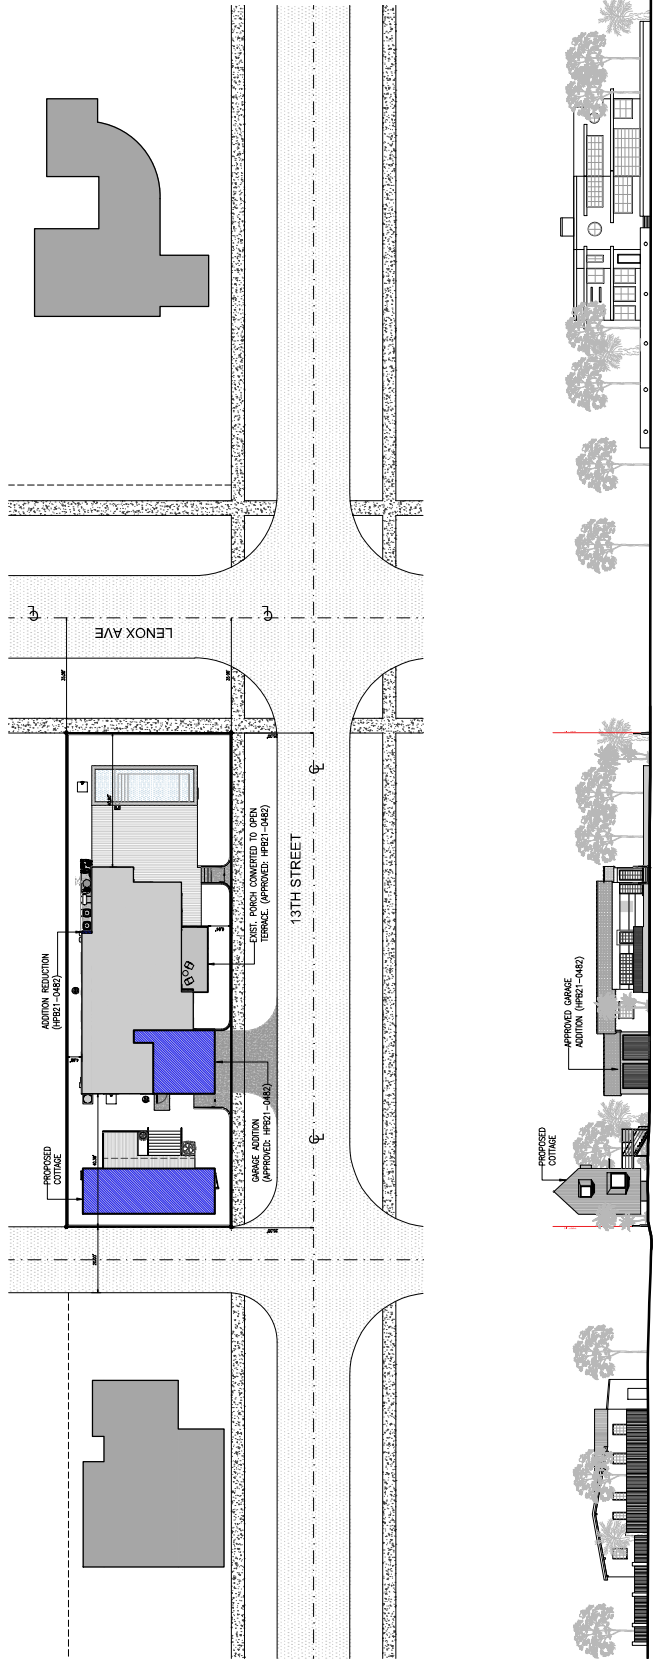 LENOX AVE
13TH STREET
EXIST. PORCH CONVERTED TO OPEN
TERRACE. (APPROVED: HPB21-0482)
ADDITION REDUCTION
(HPB21-0482)
GARAGE ADDITION
(APPROVED: HPB21-0482)
PROPOSED
COTTAGE
APPROVED GARAGE
ADDITION (HPB21-0482)
PROPOSED
COTTAGE